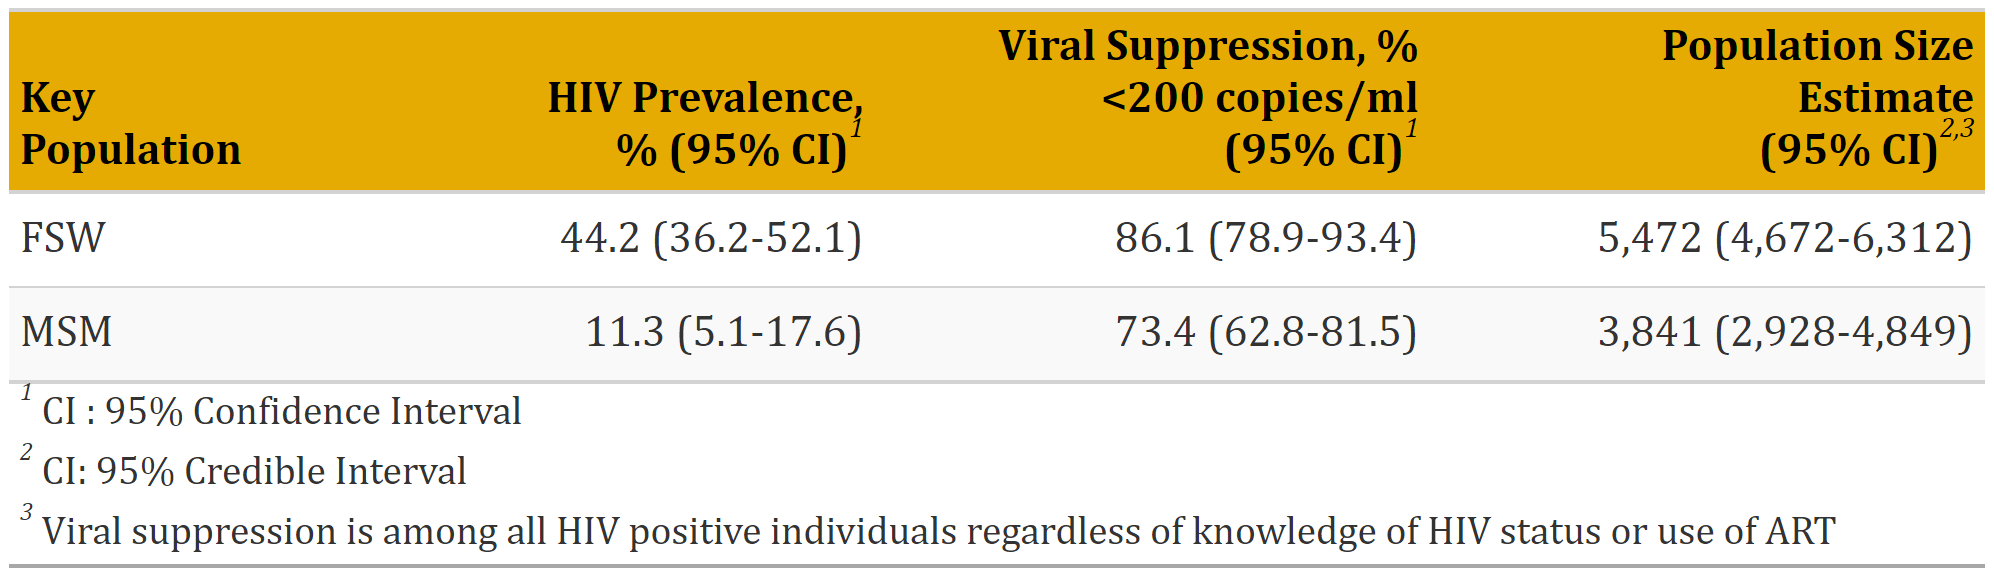 Key Population | HIV Prevalence, % (95% CI)1 | Viral Suppression, % <200 copies/ml (95% CI)1 | Population Size Estimate (95% CI)2,3
FSW | 44.2 (36.2-52.1) | 86.1 (78.9-93.4) | 5,472 (4,672-6,312)
MSM | 11.3 (5.1-17.6) | 73.4 (62.8-81.5) | 3,841 (2,928-4,849)
1 CI : 95% Confidence Interval
2 CI: 95% Credible Interval
3 Viral suppression is among all HIV positive individuals regardless of knowledge of HIV status or use of ART